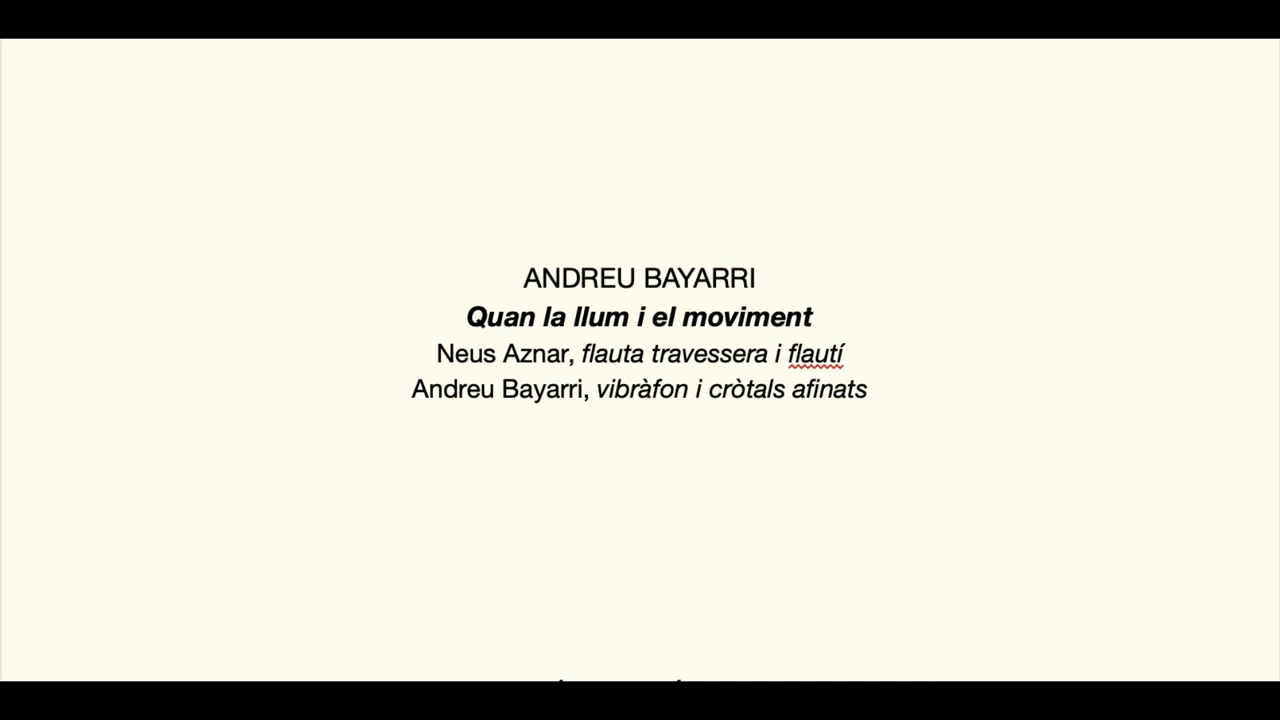 ANDREU BAYARRI
Quan la llum i el moviment
Neus Aznar, flauta travessera i flautí
Andreu Bayarri, vibràfon i cròtals afinats